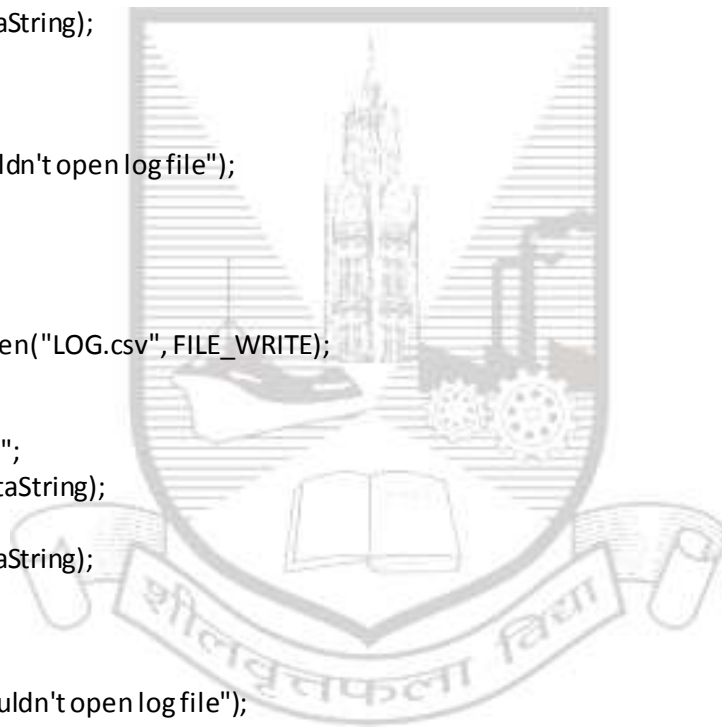 aString);
ldn't open log file");
en("LOG.csv", FILE_WRITE);
";
taString);
aString);
शीलवृत्तफला विद्या
uldn't open log file");